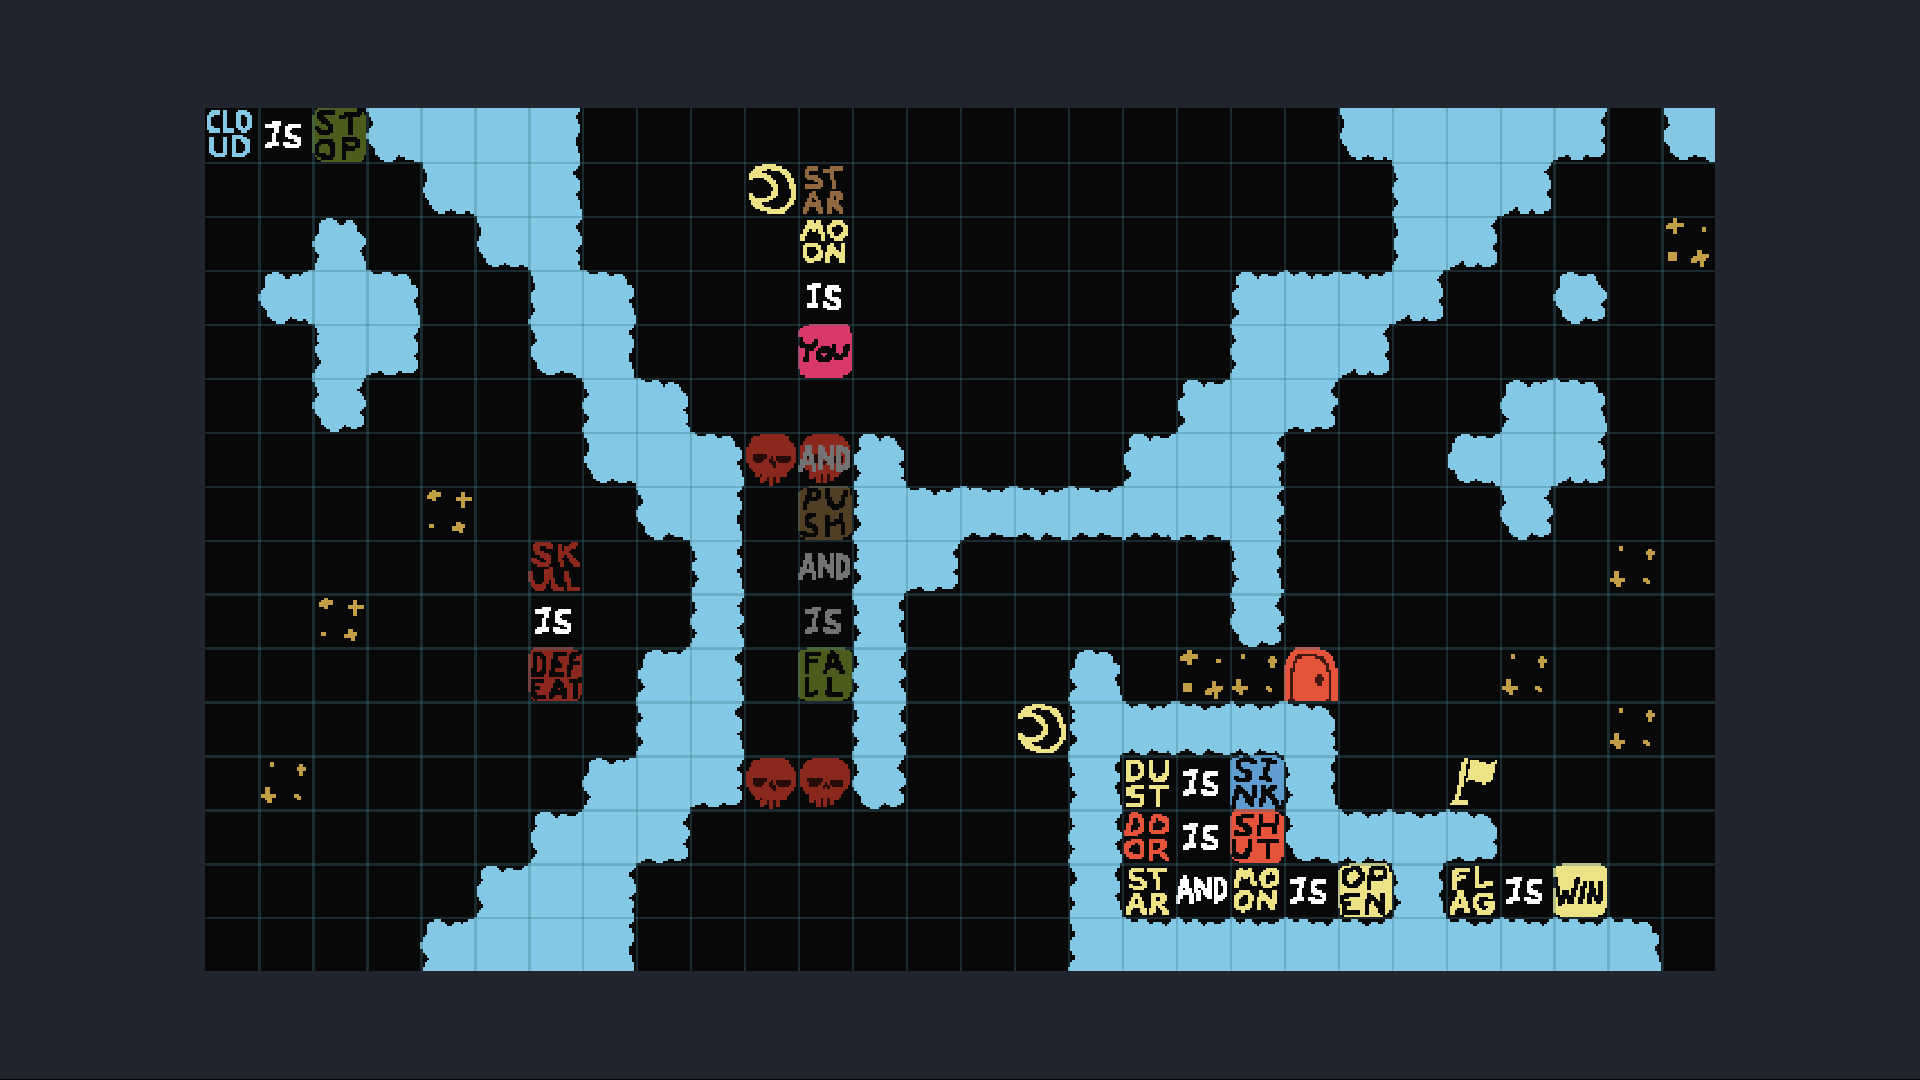 CLOUD IS STOP
STAR
MOON
IS
YOU
AND
PUSH
AND
SKULL
IS
IS
DEFEAT
FALL
DUST IS SINK
DOOR IS SHUT
STAR AND MOON IS OPEN
FLAG IS WIN